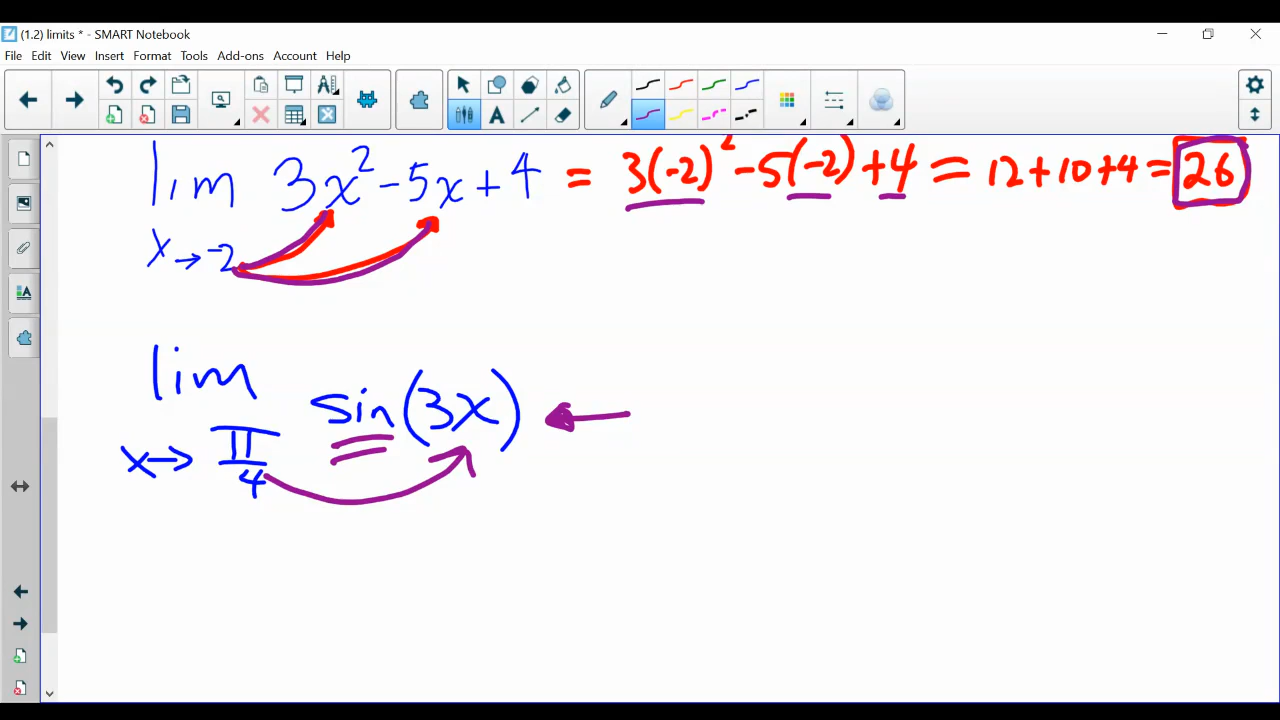 (1.2) limits * - SMART Notebook
File Edit View Insert Format Tools Add-ons Account Help
lim 3x² - 5x + 4 = 3(-2)² - 5(-2) + 4 = 12 + 10 + 4 = 26
x → -2
lim sin(3x)
x → π/4